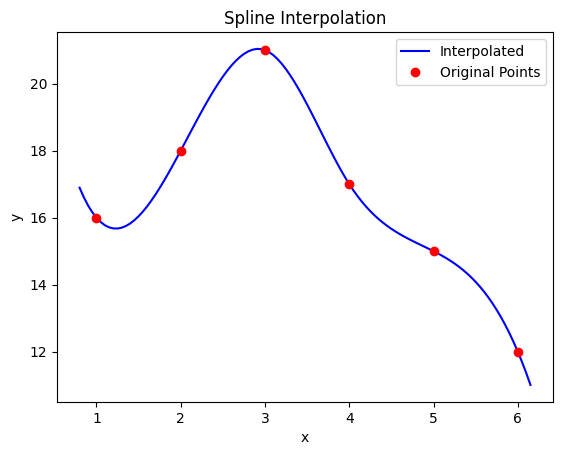 Spline Interpolation
Interpolated
Original Points
y
20
18
16
14
12
1 2 3 4 5 6
x